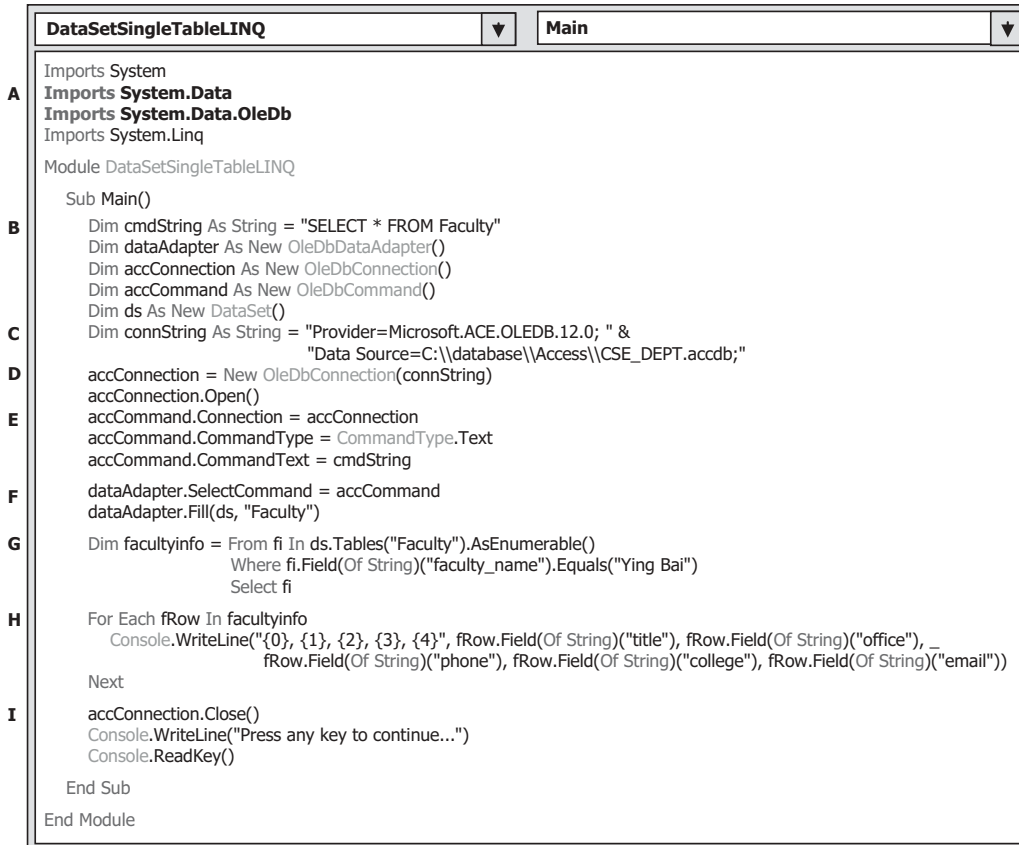 DataSetSingleTableLINQ Main
Imports System
A Imports System.Data
Imports System.Data.OleDb
Imports System.Linq
Module DataSetSingleTableLINQ
Sub Main()
B Dim cmdString As String = "SELECT * FROM Faculty"
Dim dataAdapter As New OleDbDataAdapter()
Dim accConnection As New OleDbConnection()
Dim accCommand As New OleDbCommand()
Dim ds As New DataSet()
C Dim connString As String = "Provider=Microsoft.ACE.OLEDB.12.0; " &
"Data Source=C:\\database\\Access\\CSE_DEPT.accdb;"
D accConnection = New OleDbConnection(connString)
accConnection.Open()
E accCommand.Connection = accConnection
accCommand.CommandType = CommandType.Text
accCommand.CommandText = cmdString
F dataAdapter.SelectCommand = accCommand
dataAdapter.Fill(ds, "Faculty")
G Dim facultyinfo = From fi In ds.Tables("Faculty").AsEnumerable()
Where fi.Field(Of String)("faculty_name").Equals("Ying Bai")
Select fi
H For Each fRow In facultyinfo
Console.WriteLine("{0}, {1}, {2}, {3}, {4}", fRow.Field(Of String)("title"), fRow.Field(Of String)("office"), _
fRow.Field(Of String)("phone"), fRow.Field(Of String)("college"), fRow.Field(Of String)("email"))
Next
I accConnection.Close()
Console.WriteLine("Press any key to continue...")
Console.ReadKey()
End Sub
End Module